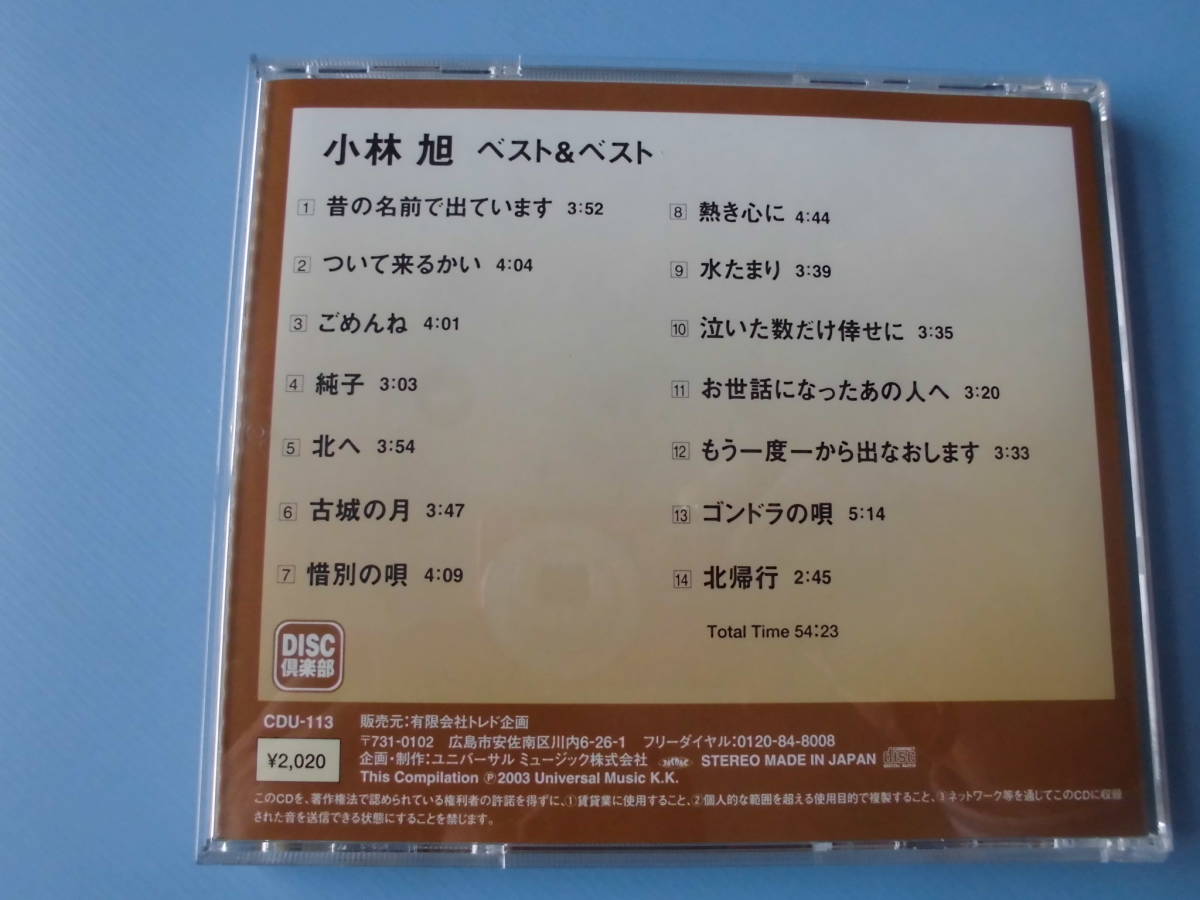 小林 旭 ベスト&ベスト
1 昔の名前で出ています 3:52
2 ついて来るかい 4:04
3 ごめんね 4:01
4 純子 3:03
5 北へ 3:54
6 古城の月 3:47
7 惜別の唄 4:09
8 熱き心に 4:44
9 水たまり 3:39
10 泣いた数だけ倖せに 3:35
11 お世話になったあの人へ 3:20
12 もう一度一から出なおします 3:33
13 ゴンドラの唄 5:14
14 北帰行 2:45
Total Time 54:23
DISC
倶楽部
CDU-113 販売元:有限会社トレド企画
〒731-0102 広島市安佐南区川内6-26-1 フリーダイヤル:0120-84-8008
¥2,020
企画・制作:ユニバーサル ミュージック株式会社 STEREO MADE IN JAPAN disc
This Compilation ℗2003 Universal Music K.K.
このCDを、著作権法で認められている権利者の許諾を得ずに、①賃貸業に使用すること、②個人的な範囲を超える使用目的で複製すること、③ネットワーク等を通じてこのCDに収録
された音を送信できる状態にすることを禁じます。